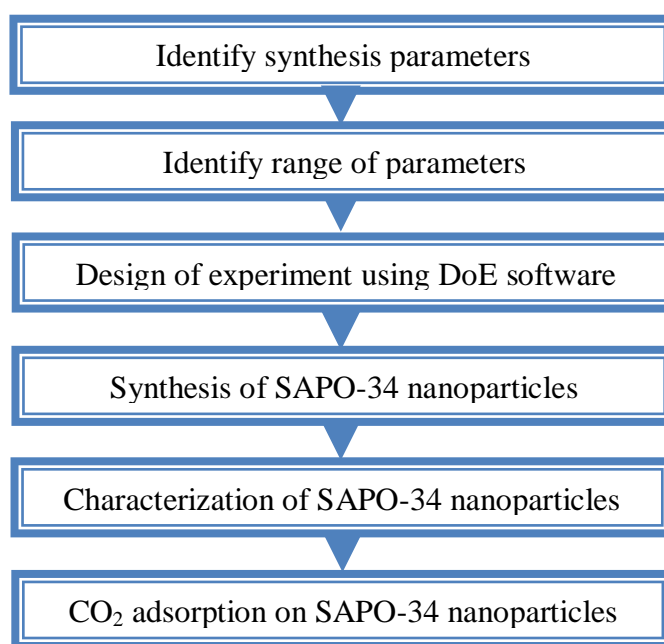 Identify synthesis parameters
Identify range of parameters
Design of experiment using DoE software
Synthesis of SAPO-34 nanoparticles
Characterization of SAPO-34 nanoparticles
CO₂ adsorption on SAPO-34 nanoparticles